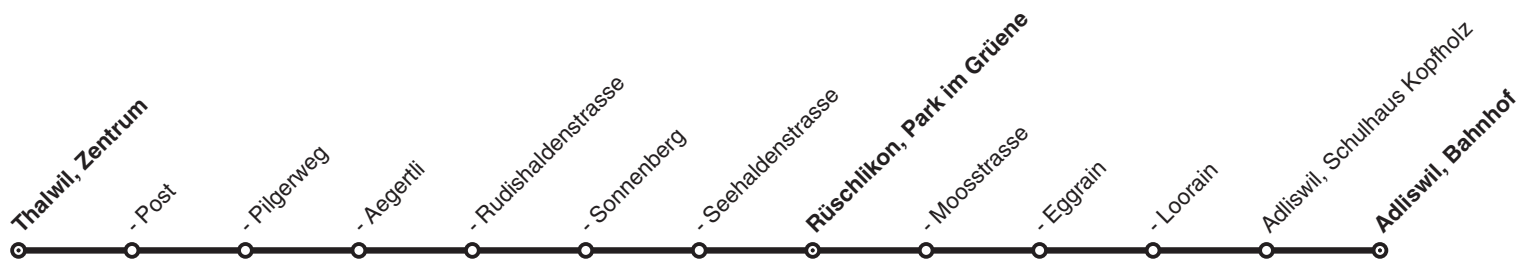 Thalwil, Zentrum
- Post
- Pilgerweg
- Aegertli
- Rudishaldenstrasse
- Sonnenberg
- Seehaldenstrasse
Rüschlikon, Park im Grüene
- Moosstrasse
- Eggrain
- Loorain
Adliswil, Schulhaus Kopfholz
Adliswil, Bahnhof